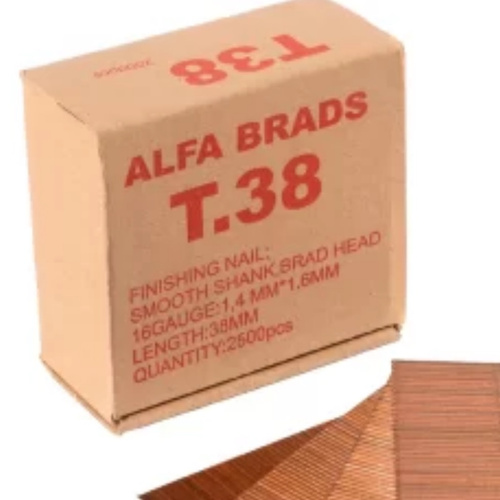 T.38
ALFA BRADS
T.38
FINISHING NAIL:
SMOOTH SHANK,BRAD HEAD
16GAUGE:1,4 MM*1,6MM
LENGTH:38MM
QUANTITY:2500pcs